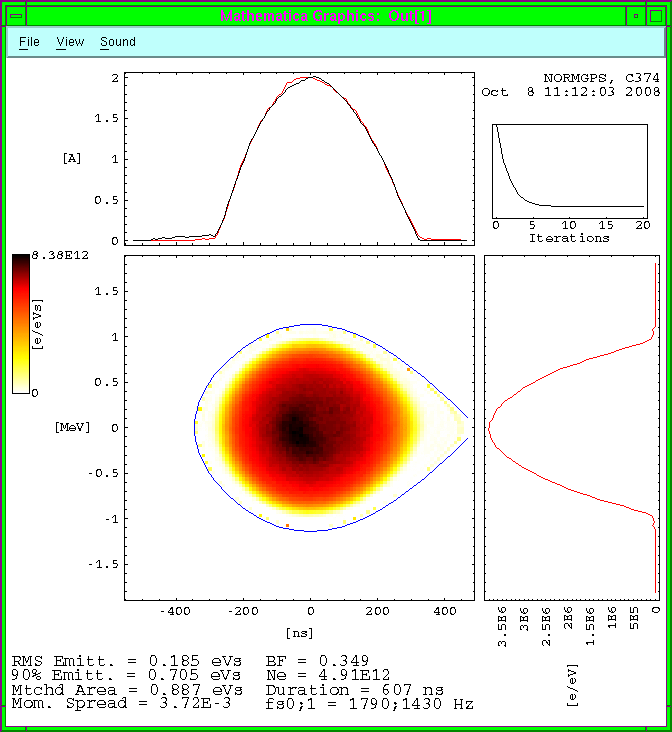 Mathematica Graphics: Out[1]
File View Sound
NORMGPS, C374
Oct 8 11:12:03 2008
2
1.5
[A]
1
0.5
0
0 5 10 15 20
Iterations
8.38E12
[e/eVs]
0
1.5
1
0.5
[MeV]
0
-0.5
-1
-1.5
-400 -200 0 200 400
[ns]
3.5E6 3E6 2.5E6 2E6 1.5E6 1E6 5E5 0
[e/eV]
RMS Emitt. = 0.185 eVs BF = 0.349
90% Emitt. = 0.705 eVs Ne = 4.91E12
Mtchd Area = 0.887 eVs Duration = 607 ns
Mom. Spread = 3.72E-3 fs0;1 = 1790;1430 Hz